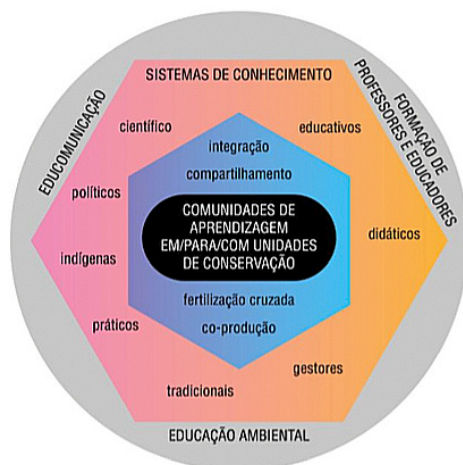 SISTEMAS DE CONHECIMENTO
EDUCOMUNICAÇÃO
FORMAÇÃO DE
PROFESSORES E EDUCADORES
científico
educativos
integração
compartilhamento
políticos
COMUNIDADES DE
APRENDIZAGEM
EM/PARA/COM UNIDADES
DE CONSERVAÇÃO
didáticos
indígenas
fertilização cruzada
práticos
co-produção
gestores
tradicionais
EDUCAÇÃO AMBIENTAL